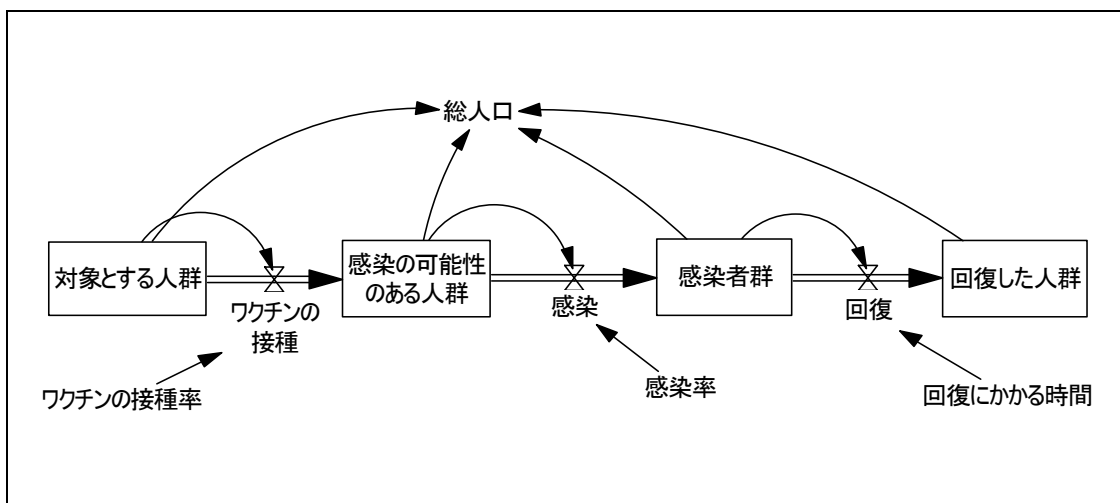 総人口
対象とする人群
感染の可能性
のある人群
感染者群
回復した人群
ワクチンの
接種
感染
回復
ワクチンの接種率
感染率
回復にかかる時間